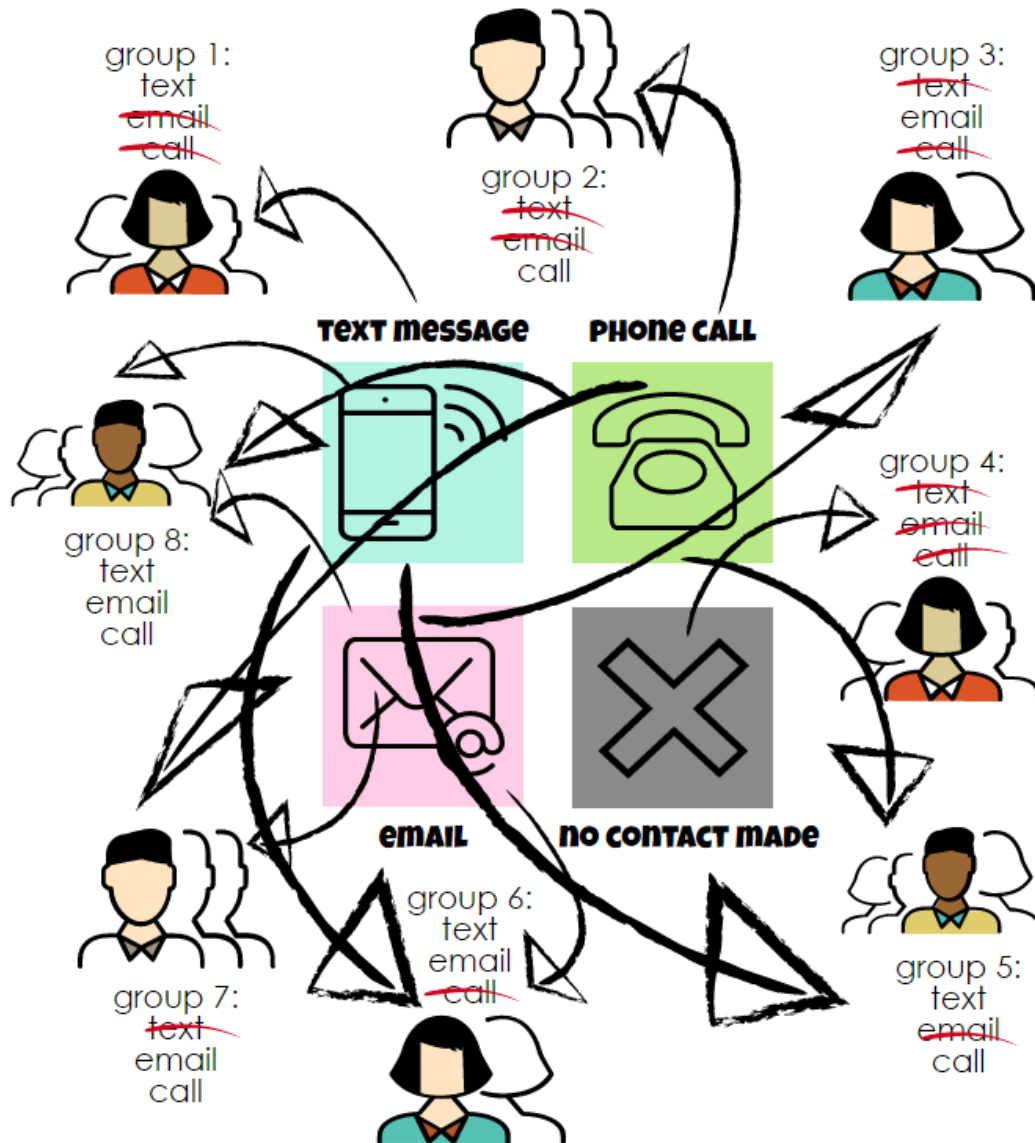 group 1:
text
email
call
group 2:
text
email
call
group 3:
text
email
call
TEXT MESSAGE
PHONE CALL
group 4:
text
email
call
group 8:
text
email
call
@
EMAIL
NO CONTACT MADE
group 6:
text
email
call
group 7:
text
email
call
group 5:
text
email
call